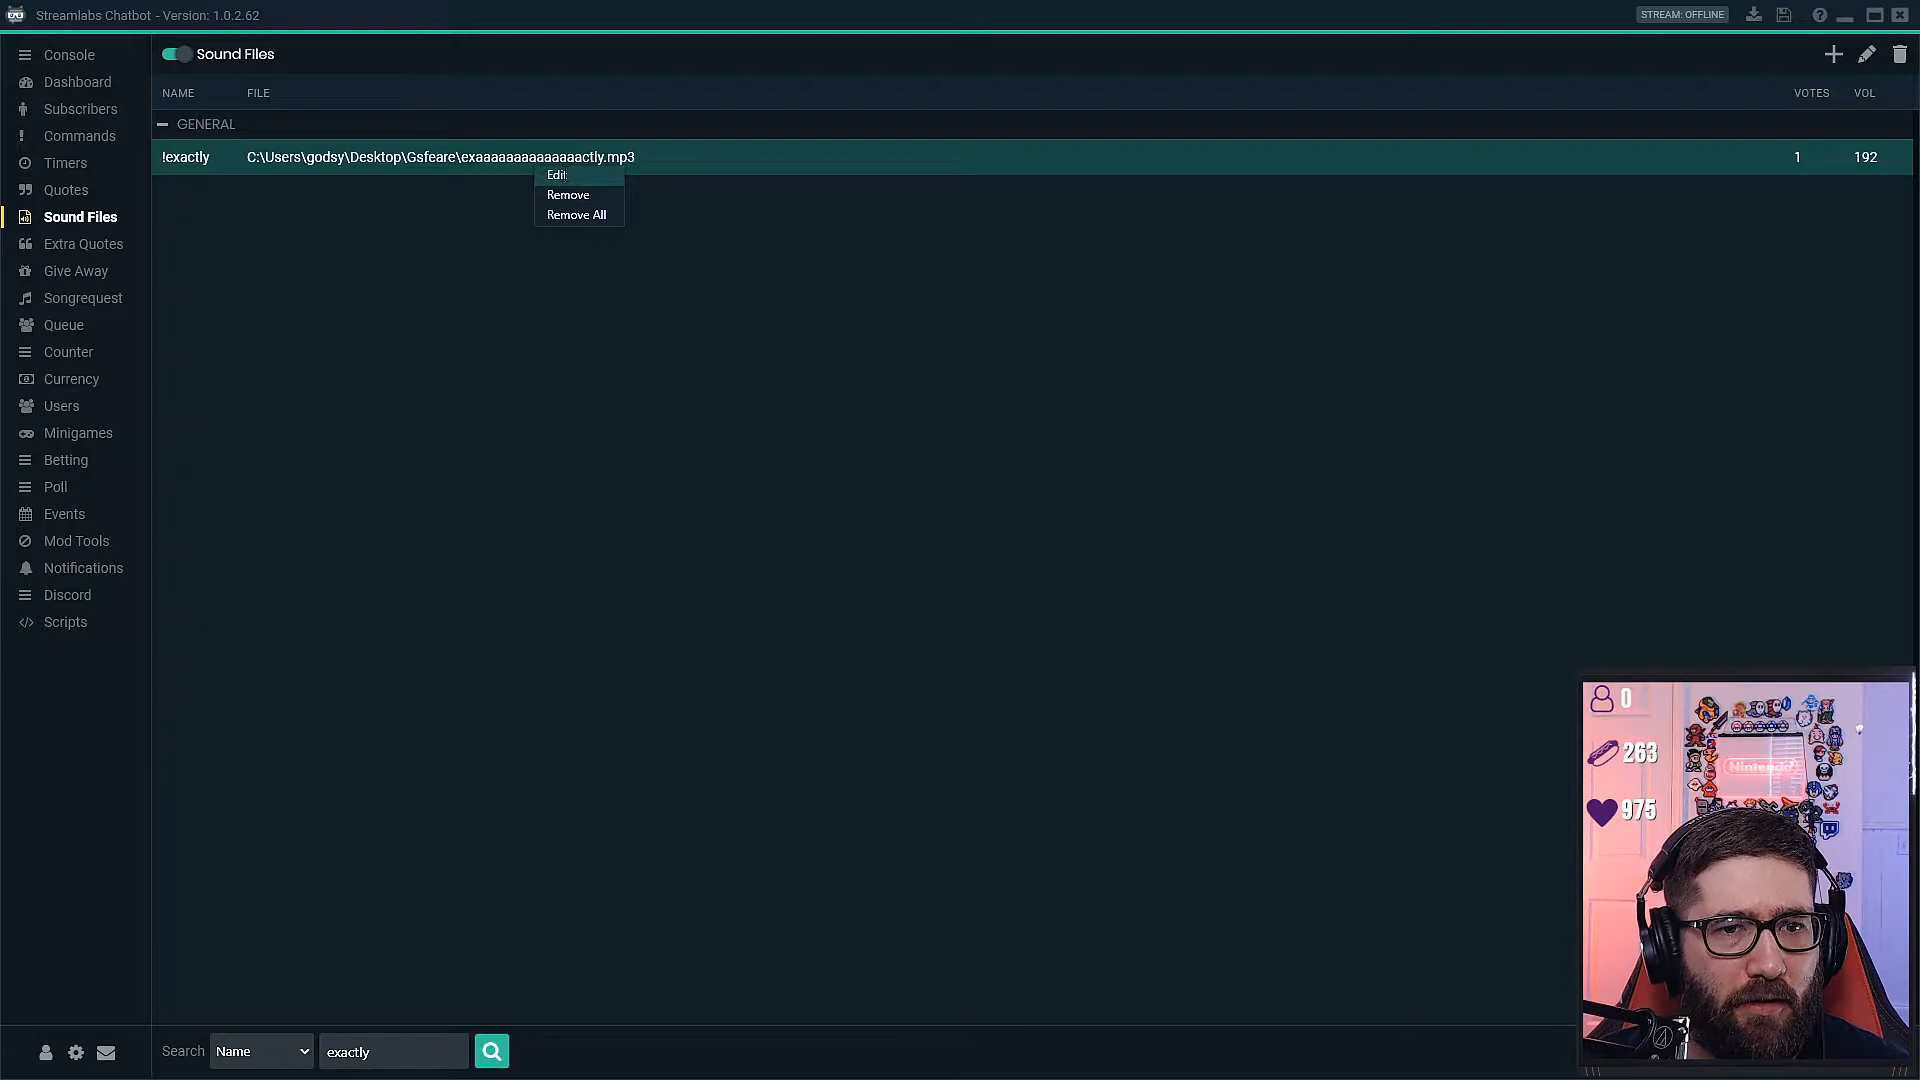 Streamlabs Chatbot - Version: 1.0.2.62
STREAM: OFFLINE
Console
Dashboard
Subscribers
Commands
Timers
Quotes
Sound Files
Extra Quotes
Give Away
Songrequest
Queue
Counter
Currency
Users
Minigames
Betting
Poll
Events
Mod Tools
Notifications
Discord
Scripts
Sound FIles
NAME FILE VOTES VOL
GENERAL
!exactly C:\Users\godsy\Desktop\Gsfeare\exaaaaaaaaaaaaaactly.mp3 1 192
Edit
Remove
Remove All
0
263
975
Nintendo
Search Name exactly